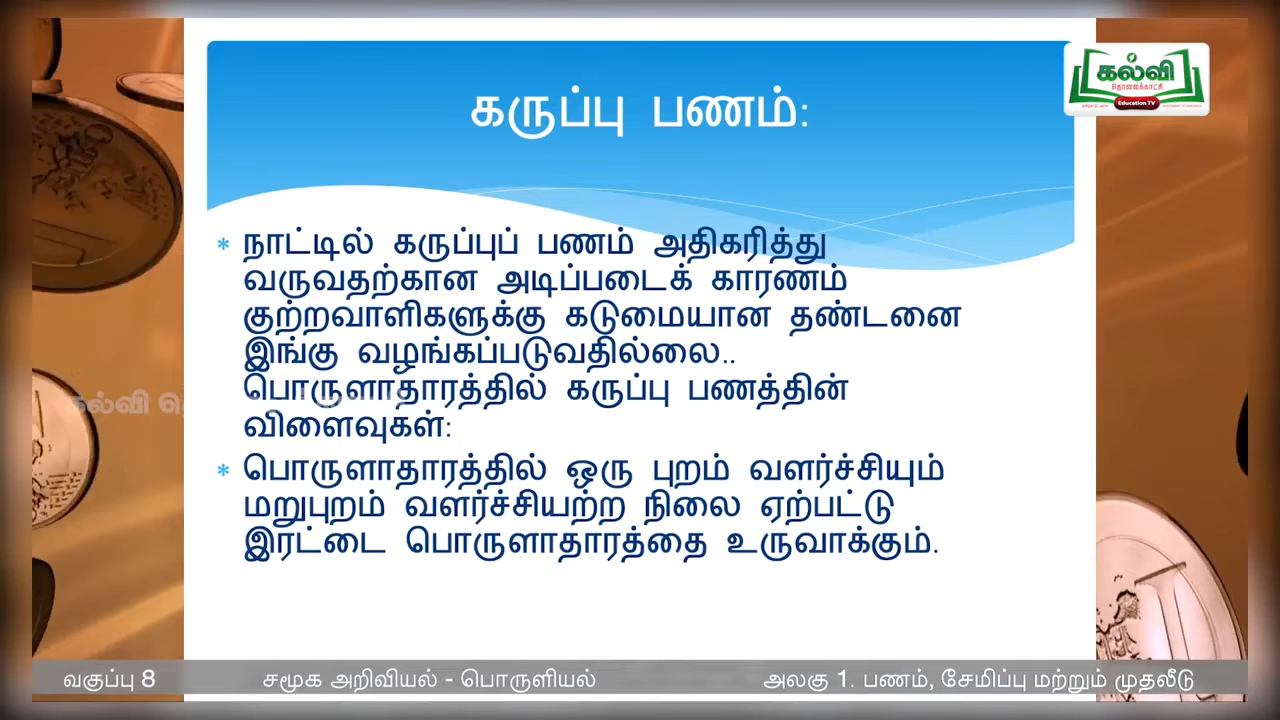 கல்வி
தொலைக்காட்சி
Education TV
கருப்பு பணம்:
* நாட்டில் கருப்புப் பணம் அதிகரித்து
வருவதற்கான அடிப்படைக் காரணம்
குற்றவாளிகளுக்கு கடுமையான தண்டனை
இங்கு வழங்கப்படுவதில்லை..
பொருளாதாரத்தில் கருப்பு பணத்தின்
விளைவுகள்:
* பொருளாதாரத்தில் ஒரு புறம் வளர்ச்சியும்
மறுபுறம் வளர்ச்சியற்ற நிலை ஏற்பட்டு
இரட்டை பொருளாதாரத்தை உருவாக்கும்.
கல்வி
வகுப்பு 8 சமூக அறிவியல் - பொருளியல் அலகு 1. பணம், சேமிப்பு மற்றும் முதலீடு